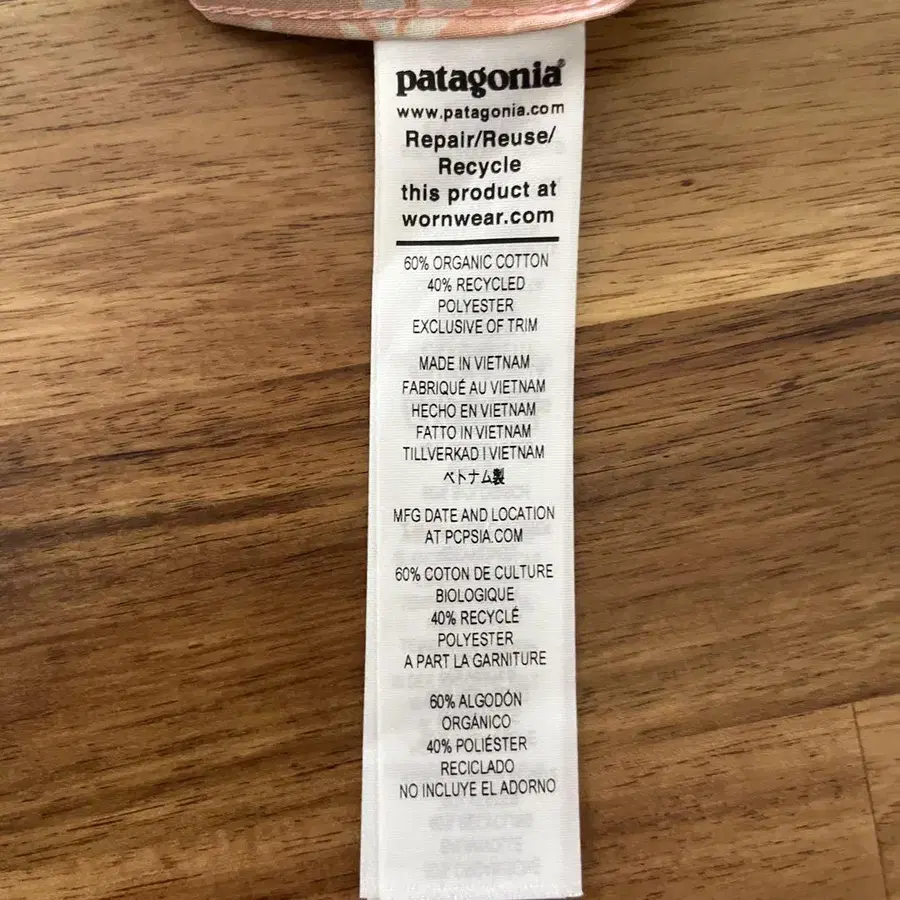 patagonia®
www.patagonia.com
Repair/Reuse/
Recycle
this product at
wornwear.com
60% ORGANIC COTTON
40% RECYCLED
POLYESTER
EXCLUSIVE OF TRIM
MADE IN VIETNAM
FABRIQUÉ AU VIETNAM
HECHO EN VIETNAM
FATTO IN VIETNAM
TILLVERKAD I VIETNAM
ベトナム製
MFG DATE AND LOCATION
AT PCPSIA.COM
60% COTON DE CULTURE
BIOLOGIQUE
40% RECYCLÉ
POLYESTER
A PART LA GARNITURE
60% ALGODÓN
ORGÁNICO
40% POLIÉSTER
RECICLADO
NO INCLUYE EL ADORNO